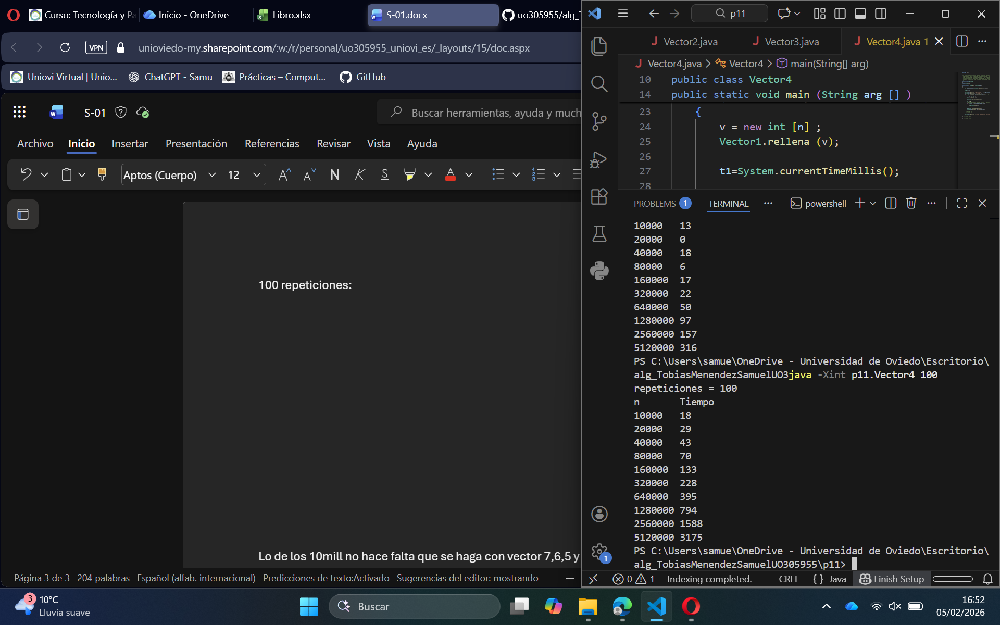 Curso: Tecnología y Pa
Inicio - OneDrive
Libro.xlsx
S-01.docx
uo305955/alg_T
VPN
unioviedo-my.sharepoint.com/:w:/r/personal/uo305955_uniovi_es/_layouts/15/doc.aspx
Uniovi Virtual | Unio...
ChatGPT - Samu
Prácticas – Comput...
GitHub
S-01
Buscar herramientas, ayuda y much
Archivo Inicio Insertar Presentación Referencias Revisar Vista Ayuda
Aptos (Cuerpo) 12 A A N K S A
100 repeticiones:
Lo de los 10mill no hace falta que se haga con vector 7,6,5 y
Página 3 de 3 204 palabras Español (alfab. internacional) Predicciones de texto:Activado Sugerencias del editor: mostrando
p11
Vector2.java Vector3.java Vector4.java 1
Vector4.java > Vector4 > main(String[] arg)
10 public class Vector4
14 public static void main (String arg [] )
23 {
24 v = new int [n] ;
25 Vector1.rellena (v);
26
27 t1=System.currentTimeMillis();
28
PROBLEMS 1 TERMINAL ··· powershell
10000 13
20000 0
40000 18
80000 6
160000 17
320000 22
640000 50
1280000 97
2560000 157
5120000 316
PS C:\Users\samue\OneDrive - Universidad de Oviedo\Escritorio\
alg_TobiasMenendezSamuelUO3java -Xint p11.Vector4 100
repeticiones = 100
n Tiempo
10000 18
20000 29
40000 43
80000 70
160000 133
320000 228
640000 395
1280000 794
2560000 1588
5120000 3175
PS C:\Users\samue\OneDrive - Universidad de Oviedo\Escritorio\
alg_TobiasMenendezSamuelUO305955\p11>
1
0 1 Indexing completed. CRLF { } Java Finish Setup
3
10°C
Lluvia suave
Buscar
16:52
05/02/2026